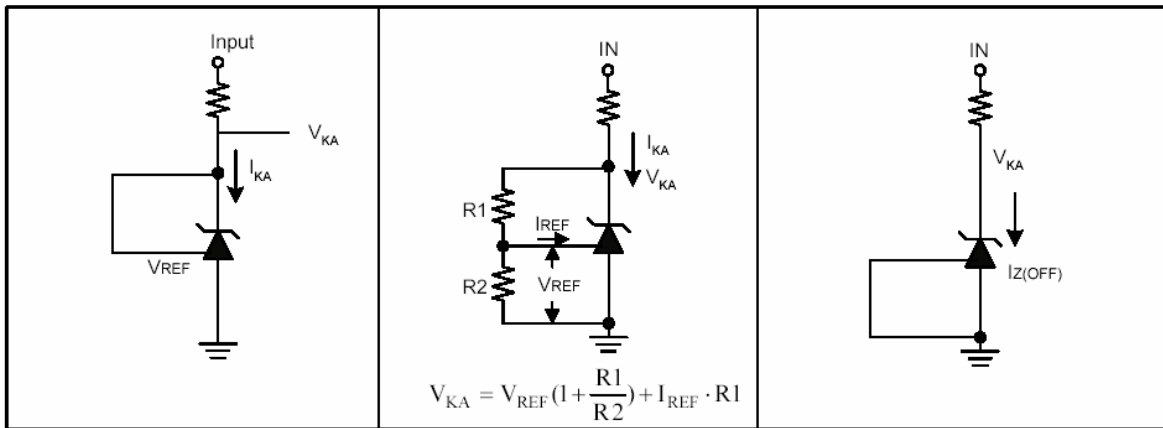 Input
V_KA
I_KA
VREF
IN
I_KA
V_KA
R1
IREF
VREF
R2
V_KA = V_REF(1+R1/R2)+I_REF·R1
IN
V_KA
IZ(OFF)